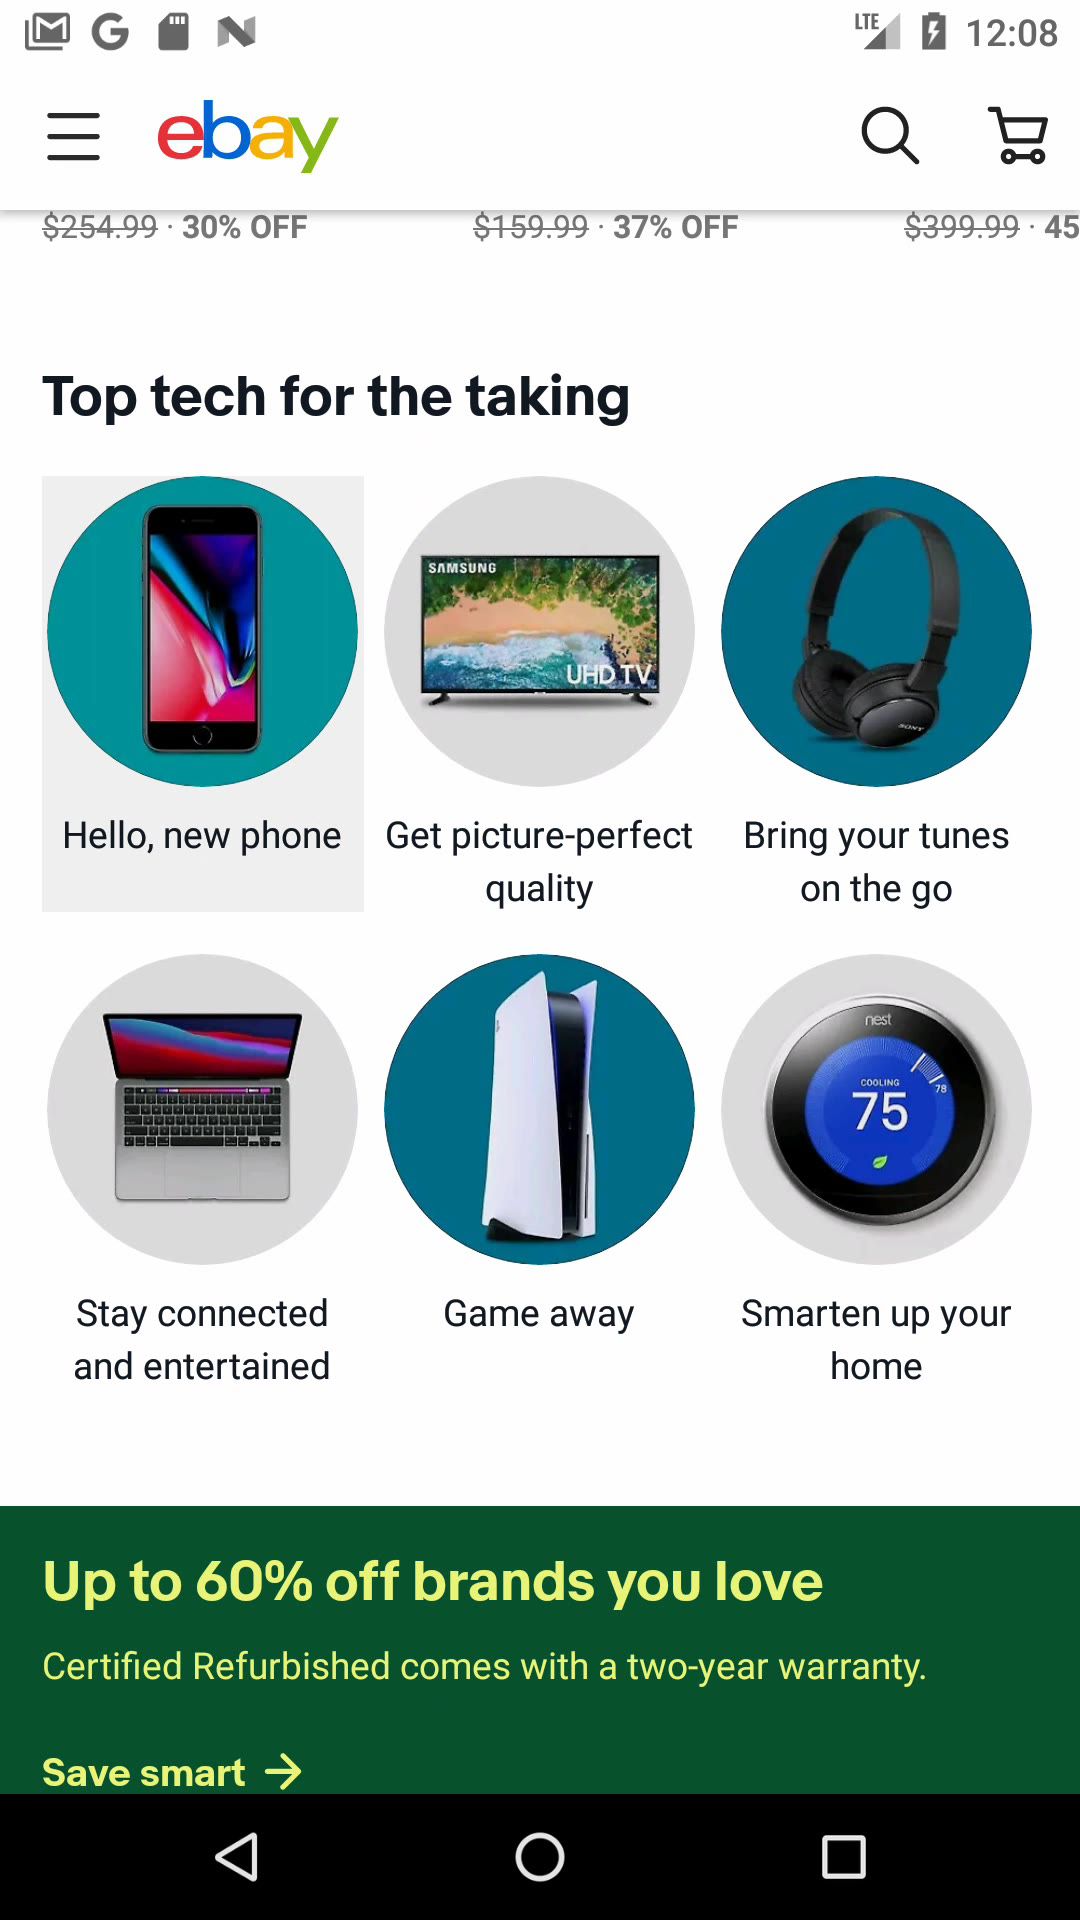 LTE 12:08
ebay
$254.99 · 30% OFF $159.99 · 37% OFF $399.99 · 45
Top tech for the taking
SAMSUNG
UHD TV
SONY
Hello, new phone
Get picture-perfect
quality
Bring your tunes
on the go
nest
COOLING
78
75
Stay connected
and entertained
Game away
Smarten up your
home
Up to 60% off brands you love
Certified Refurbished comes with a two-year warranty.
Save smart